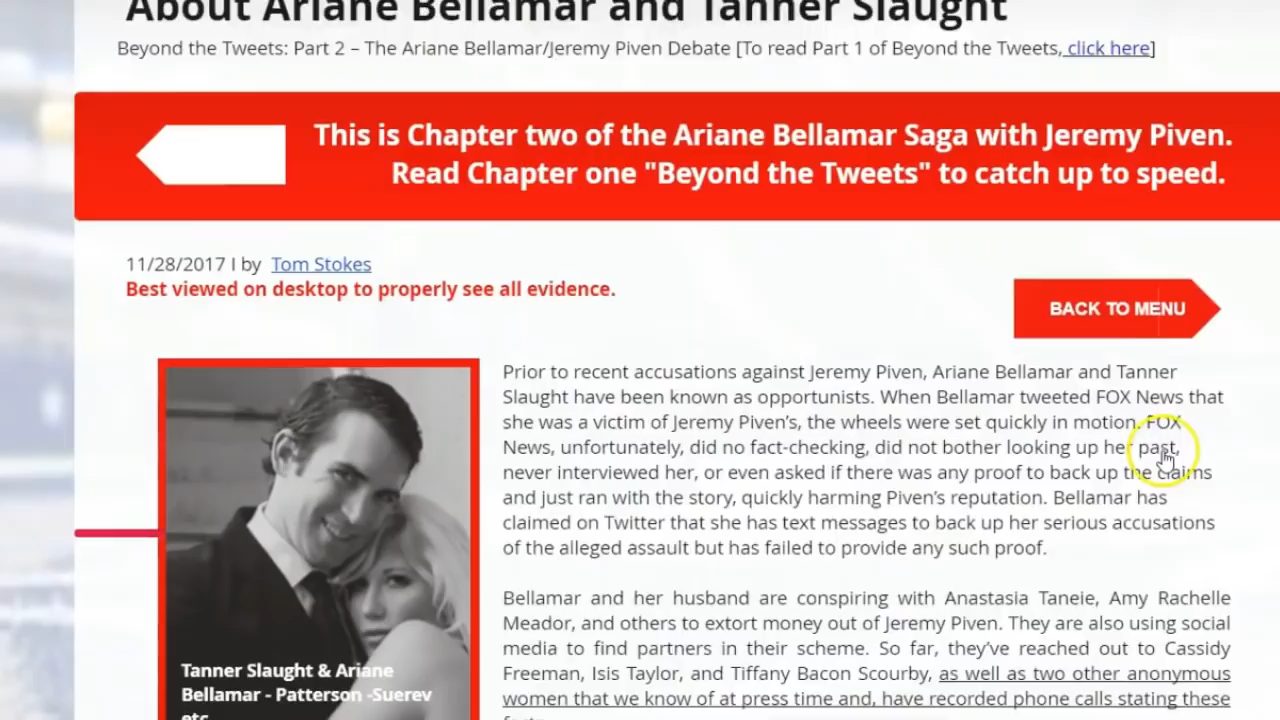 About Ariane Bellamar and Tanner Slaught
Beyond the Tweets: Part 2 – The Ariane Bellamar/Jeremy Piven Debate [To read Part 1 of Beyond the Tweets, click here]
This is Chapter two of the Ariane Bellamar Saga with Jeremy Piven.
Read Chapter one "Beyond the Tweets" to catch up to speed.
11/28/2017 I by Tom Stokes
Best viewed on desktop to properly see all evidence.
BACK TO MENU
Prior to recent accusations against Jeremy Piven, Ariane Bellamar and Tanner
Slaught have been known as opportunists. When Bellamar tweeted FOX News that
she was a victim of Jeremy Piven's, the wheels were set quickly in motion. FOX
News, unfortunately, did no fact-checking, did not bother looking up her past,
never interviewed her, or even asked if there was any proof to back up the claims
and just ran with the story, quickly harming Piven's reputation. Bellamar has
claimed on Twitter that she has text messages to back up her serious accusations
of the alleged assault but has failed to provide any such proof.
Bellamar and her husband are conspiring with Anastasia Taneie, Amy Rachelle
Meador, and others to extort money out of Jeremy Piven. They are also using social
media to find partners in their scheme. So far, they've reached out to Cassidy
Freeman, Isis Taylor, and Tiffany Bacon Scourby, as well as two other anonymous
women that we know of at press time and, have recorded phone calls stating these
Tanner Slaught & Ariane
Bellamar - Patterson -Suerev
etc